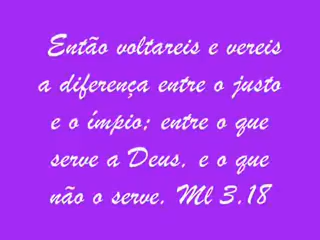 Então voltareis e vereis
a diferença entre o justo
e o ímpio; entre o que
serve a Deus, e o que
não o serve. Ml 3.18